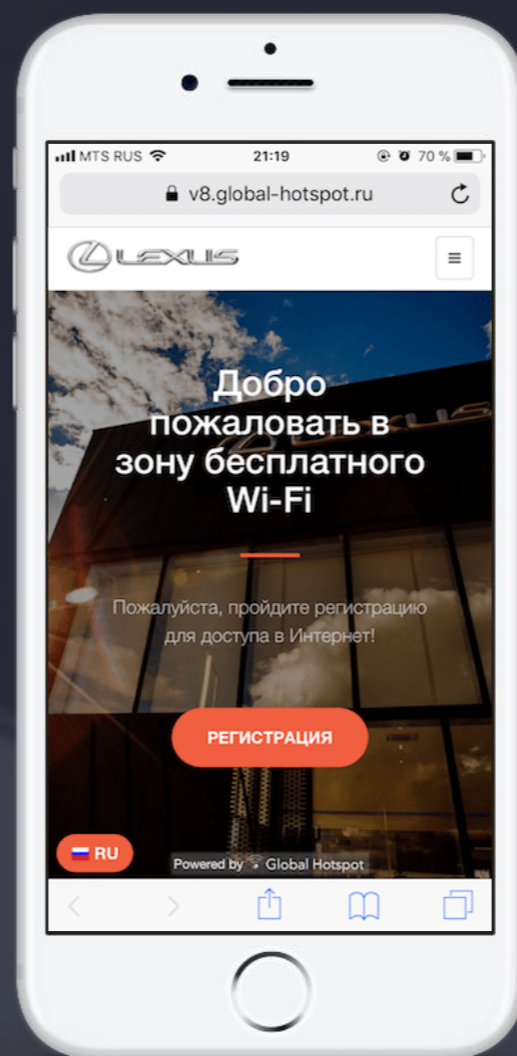 MTS RUS 21:19 70 %
v8.global-hotspot.ru
LEXUS
LEXUS
Добро
пожаловать в
зону бесплатного
Wi-Fi
Пожалуйста, пройдите регистрацию
для доступа в Интернет!
РЕГИСТРАЦИЯ
RU
Powered by Global Hotspot